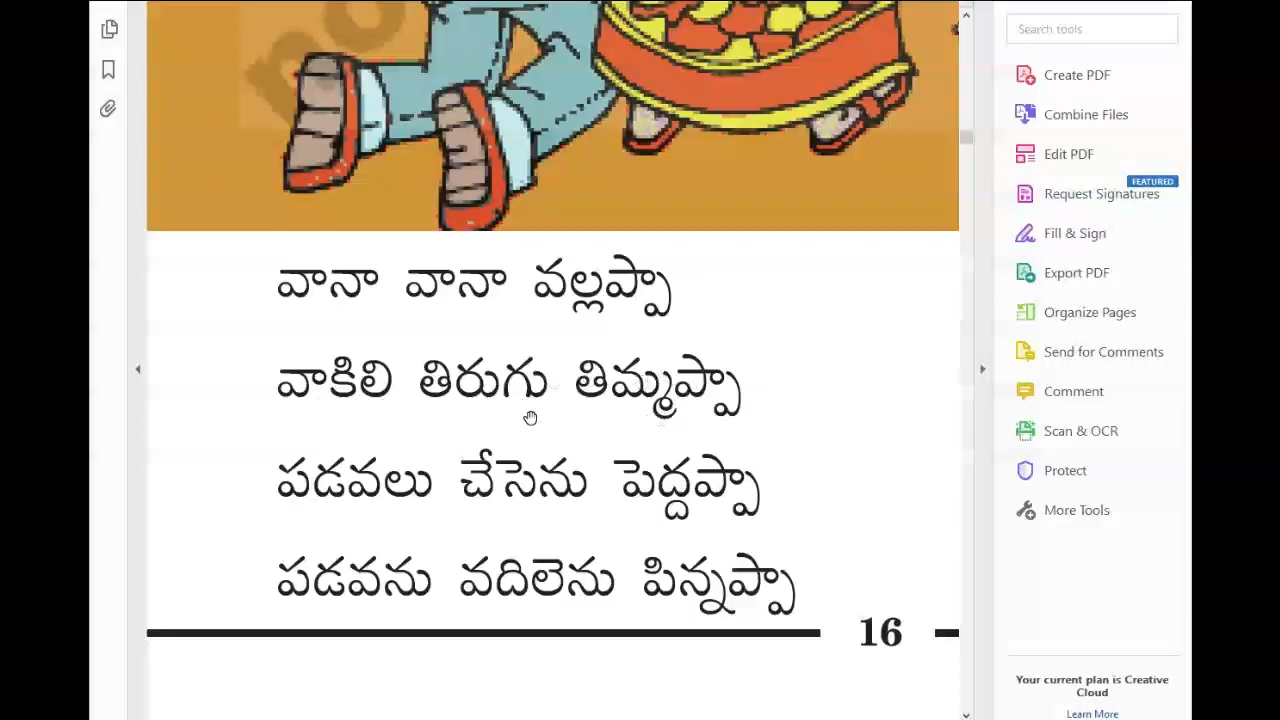 Search tools
Create PDF
Combine Files
Edit PDF
FEATURED
Request Signatures
Fill & Sign
Export PDF
Organize Pages
Send for Comments
Comment
Scan & OCR
Protect
More Tools
Your current plan is Creative
Cloud
Learn More
వానా వానా వల్లప్పా
వాకిలి తిరుగు తిమ్మప్పా
పడవలు చేసెను పెద్దప్పా
పడవను వదిలెను పిన్నప్పా
16